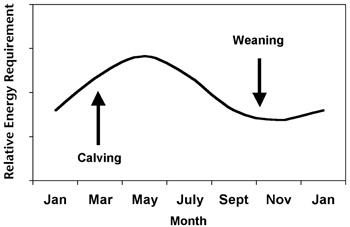 Relative Energy Requirement
Weaning
Calving
Jan Mar May July Sept Nov Jan
Month